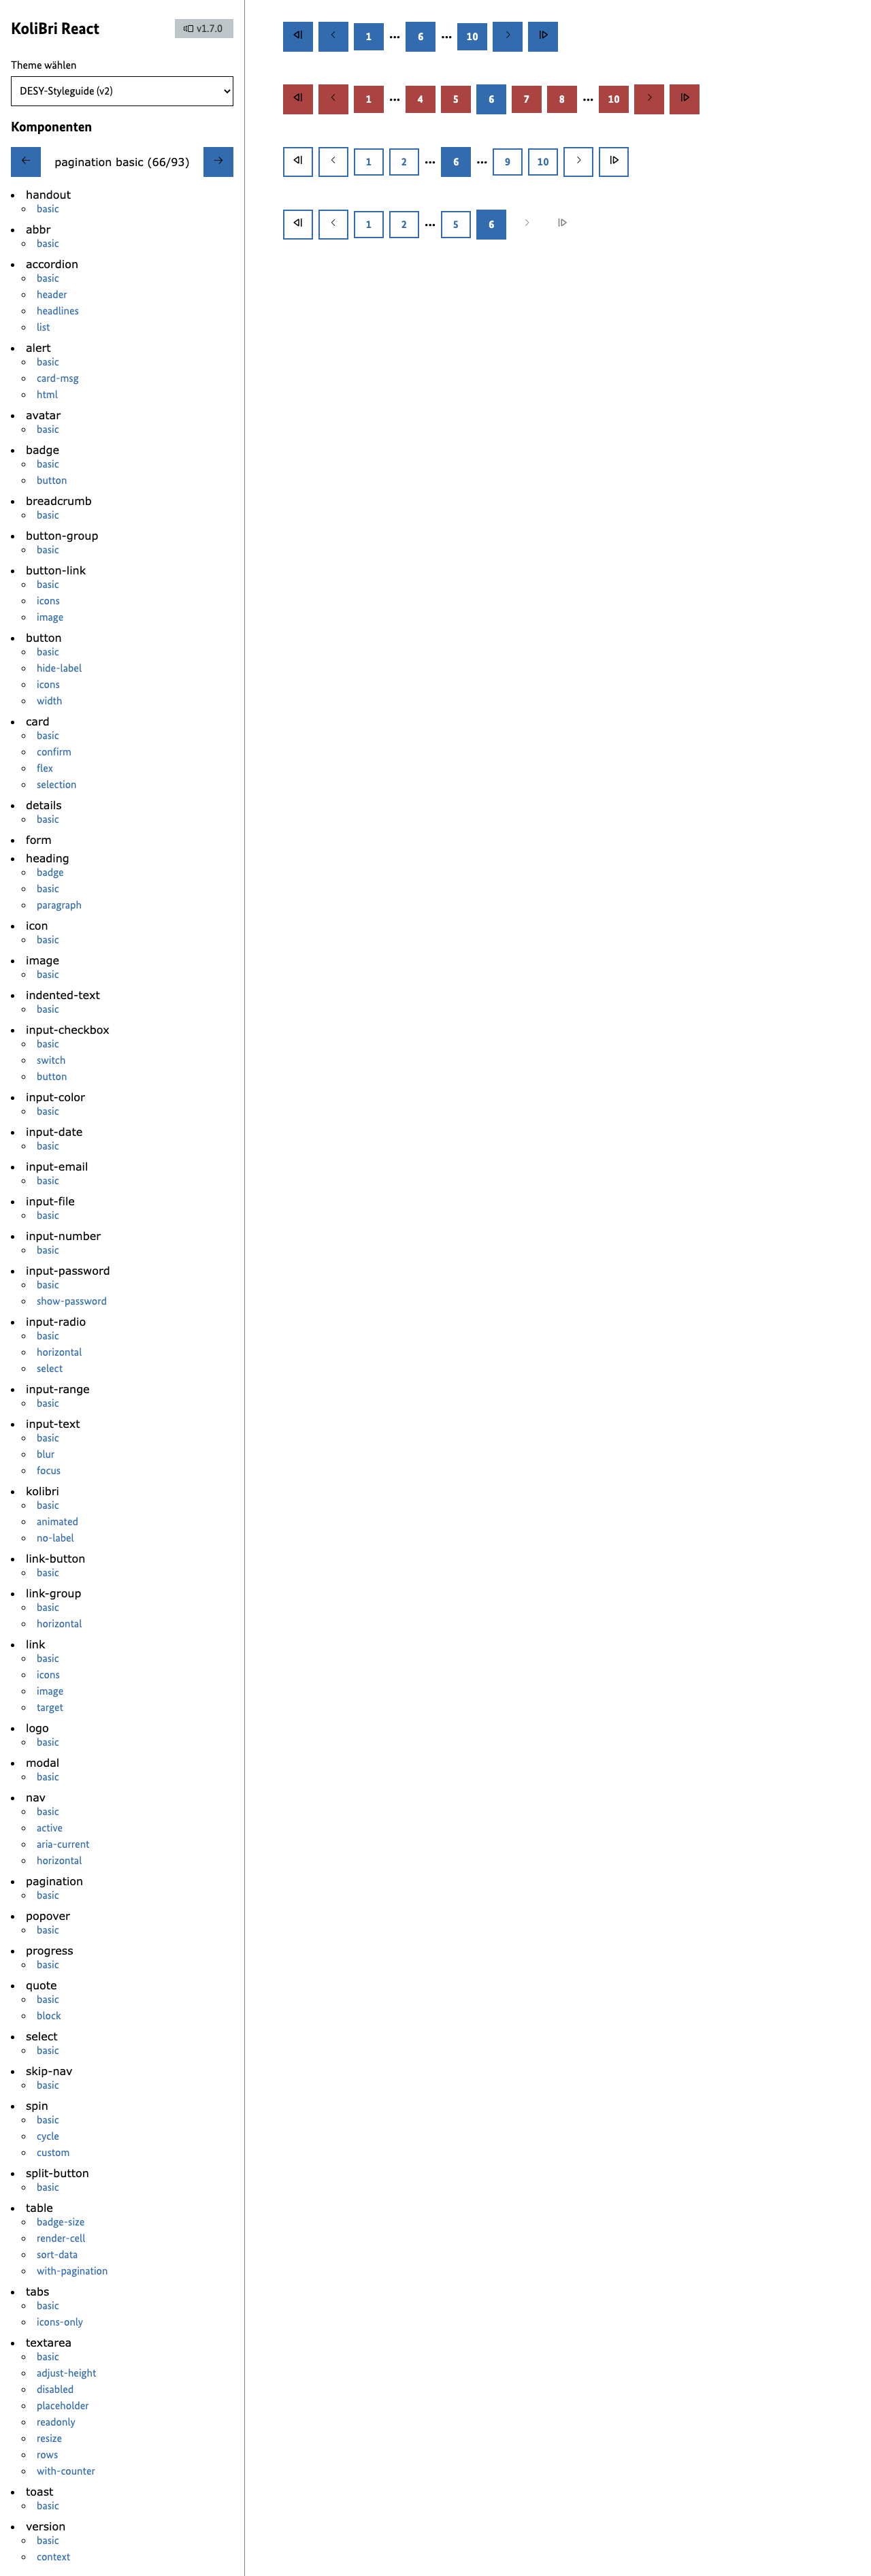 KoliBri React
v1.7.0
Theme wählen
DESY-Styleguide (v2)
Komponenten
pagination basic (66/93)
handout
basic
abbr
basic
accordion
basic
header
headlines
list
alert
basic
card-msg
html
avatar
basic
badge
basic
button
breadcrumb
basic
button-group
basic
button-link
basic
icons
image
button
basic
hide-label
icons
width
card
basic
confirm
flex
selection
details
basic
form
heading
badge
basic
paragraph
icon
basic
image
basic
indented-text
basic
input-checkbox
basic
switch
button
input-color
basic
input-date
basic
input-email
basic
input-file
basic
input-number
basic
input-password
basic
show-password
input-radio
basic
horizontal
select
input-range
basic
input-text
basic
blur
focus
kolibri
basic
animated
no-label
link-button
basic
link-group
basic
horizontal
link
basic
icons
image
target
logo
basic
modal
basic
nav
basic
active
aria-current
horizontal
pagination
basic
popover
basic
progress
basic
quote
basic
block
select
basic
skip-nav
basic
spin
basic
cycle
custom
split-button
basic
table
badge-size
render-cell
sort-data
with-pagination
tabs
basic
icons-only
textarea
basic
adjust-height
disabled
placeholder
readonly
resize
rows
with-counter
toast
basic
version
basic
context
1 ••• 6 ••• 10
1 ••• 4 5 6 7 8 ••• 10
1 2 ••• 6 ••• 9 10
1 2 ••• 5 6